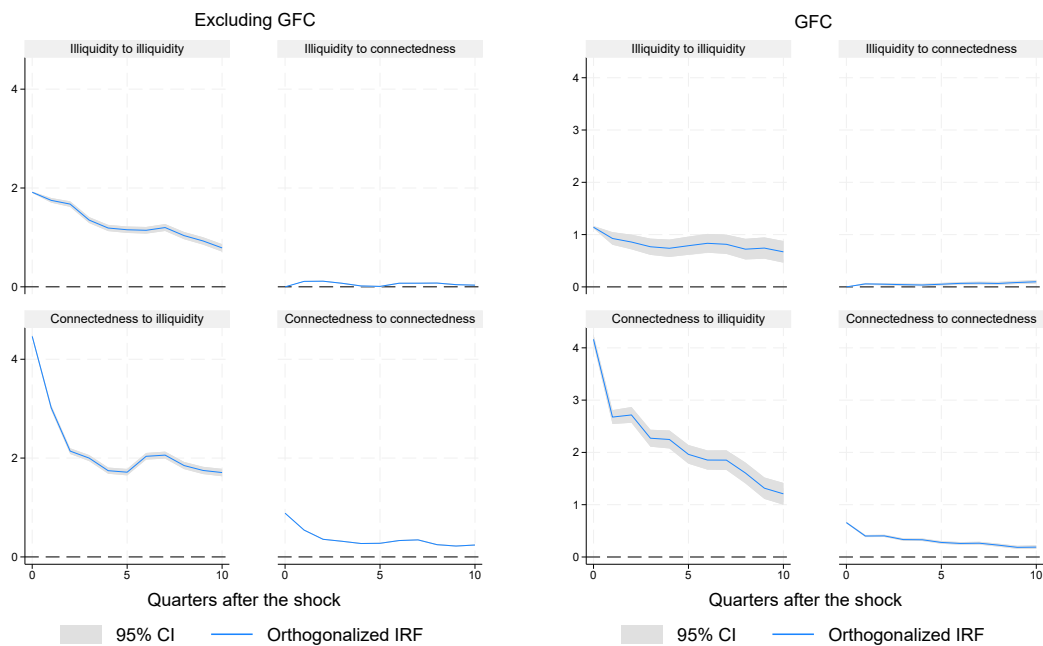 Excluding GFC
Illiquidity to illiquidity
Illiquidity to connectedness
4
2
0
Connectedness to illiquidity
Connectedness to connectedness
4
2
0
0
5
10
0
5
10
Quarters after the shock
95% CI
Orthogonalized IRF
GFC
Illiquidity to illiquidity
Illiquidity to connectedness
4
3
2
1
0
Connectedness to illiquidity
Connectedness to connectedness
4
3
2
1
0
0
5
10
0
5
10
Quarters after the shock
95% CI
Orthogonalized IRF